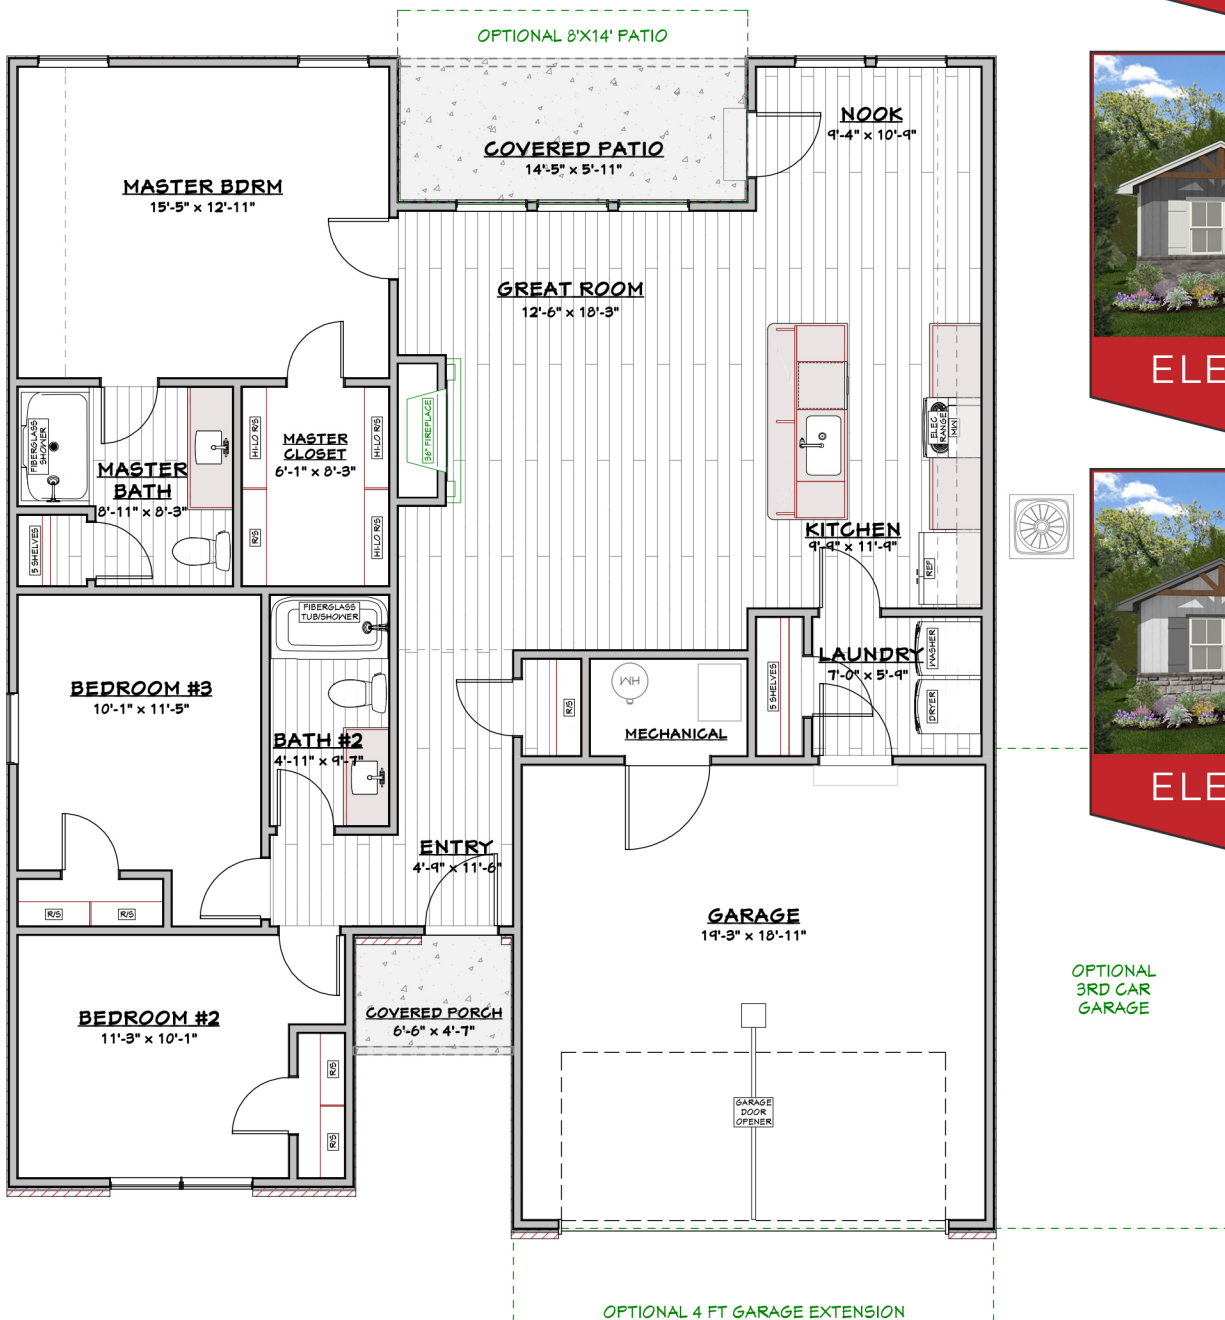 OPTIONAL 8'X14' PATIO
COVERED PATIO
14'-5" x 5'-11"
NOOK
9'-4" x 10'-9"
MASTER BDRM
15'-5" x 12'-11"
GREAT ROOM
12'-6" x 18'-3"
ELE
FIBERGLASS
SHOWER
MASTER
BATH
8'-11" x 8'-3"
5 SHELVES
HI-LO R/S
HI-LO R/S
MASTER
CLOSET
6'-1" x 8'-3"
R/S
HI-LO R/S
36" FIREPLACE
ELEC.
RANGE
MW
KITCHEN
9'-9" x 11'-9"
REF
FIBERGLASS
TUB/SHOWER
BEDROOM #3
10'-1" x 11'-5"
BATH #2
4'-11" x 9'-7"
R/S
WH
MECHANICAL
5 SHELVES
LAUNDRY
7'-0" x 5'-9"
WASHER
DRYER
ELE
ENTRY
4'-9" x 11'-6"
R/S
R/S
GARAGE
19'-3" x 18'-11"
OPTIONAL
3RD CAR
GARAGE
BEDROOM #2
11'-3" x 10'-1"
COVERED PORCH
6'-6" x 4'-7"
R/S
R/S
GARAGE
DOOR
OPENER
OPTIONAL 4 FT GARAGE EXTENSION